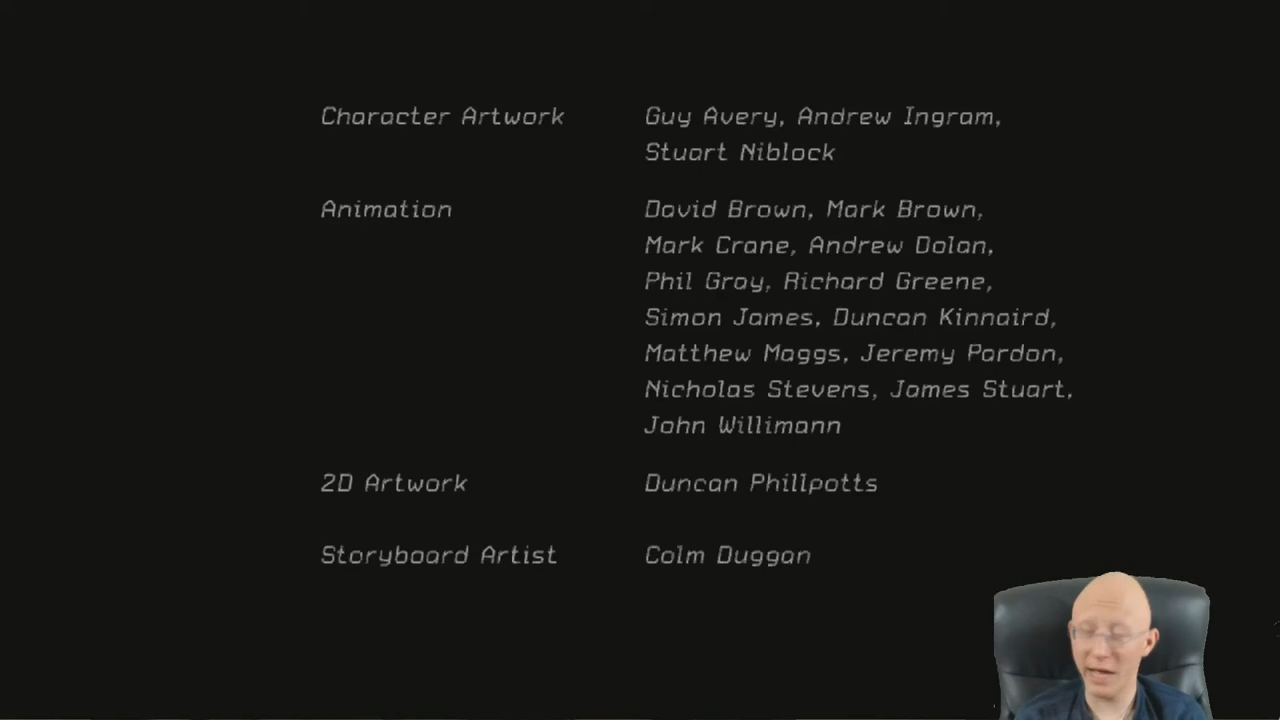 Character Artwork Guy Avery, Andrew Ingram,
Stuart Niblock
Animation David Brown, Mark Brown,
Mark Crane, Andrew Dolan,
Phil Gray, Richard Greene,
Simon James, Duncan Kinnaird,
Matthew Maggs, Jeremy Pardon,
Nicholas Stevens, James Stuart,
John Willimann
2D Artwork Duncan Phillpotts
Storyboard Artist Colm Duggan